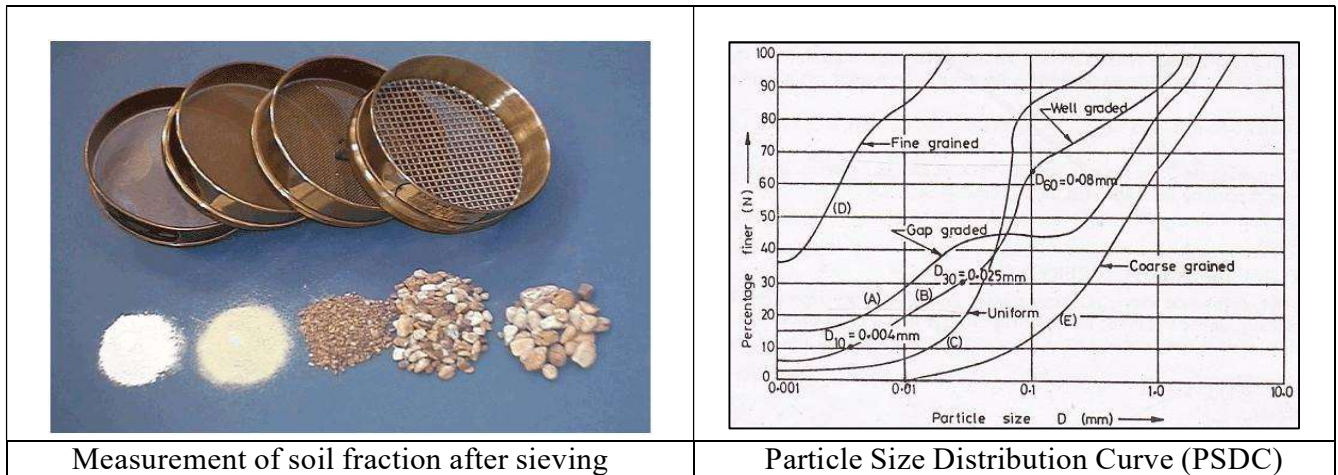 100
90
80
70
60
50
40
30
20
10
0
Percentage finer (N)
Fine grained
(D)
Well graded
D60=0.08mm
Gap graded
D30=0.025mm
Coarse grained
(A)
(B)
Uniform
(E)
D10=0.004mm
(C)
0.001
0.01
0.1
1.0
10.0
Particle size D (mm)
Measurement of soil fraction after sieving
Particle Size Distribution Curve (PSDC)